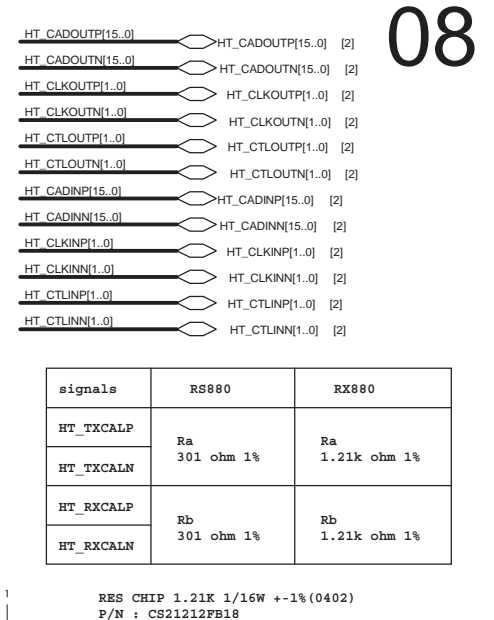 08
HT_CADOUTP[15..0] HT_CADOUTP[15..0] [2]
HT_CADOUTN[15..0] HT_CADOUTN[15..0] [2]
HT_CLKOUTP[1..0] HT_CLKOUTP[1..0] [2]
HT_CLKOUTN[1..0] HT_CLKOUTN[1..0] [2]
HT_CTLOUTP[1..0] HT_CTLOUTP[1..0] [2]
HT_CTLOUTN[1..0] HT_CTLOUTN[1..0] [2]
HT_CADINP[15..0] HT_CADINP[15..0] [2]
HT_CADINN[15..0] HT_CADINN[15..0] [2]
HT_CLKINP[1..0] HT_CLKINP[1..0] [2]
HT_CLKINN[1..0] HT_CLKINN[1..0] [2]
HT_CTLINP[1..0] HT_CTLINP[1..0] [2]
HT_CTLINN[1..0] HT_CTLINN[1..0] [2]
signals RS880 RX880
HT_TXCALP
Ra Ra
301 ohm 1% 1.21k ohm 1%
HT_TXCALN
HT_RXCALP
Rb Rb
301 ohm 1% 1.21k ohm 1%
HT_RXCALN
1
RES CHIP 1.21K 1/16W +-1%(0402)
P/N : CS21212FB18